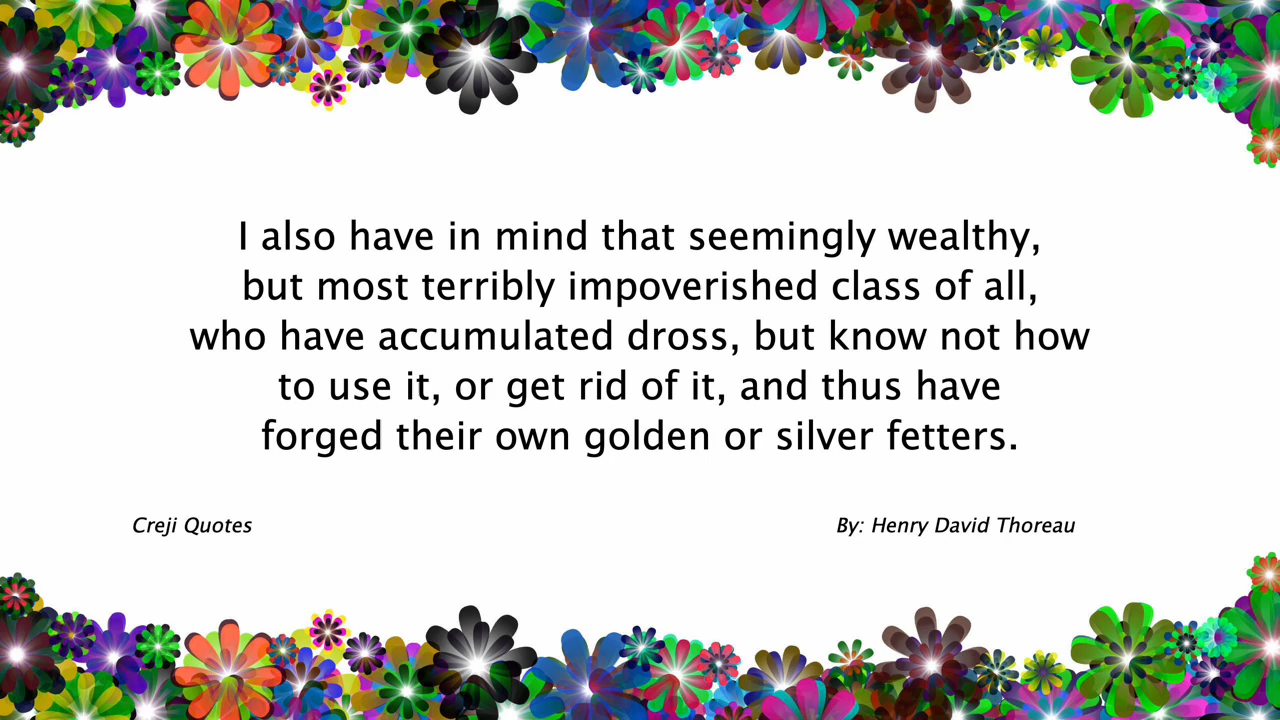 I also have in mind that seemingly wealthy,
but most terribly impoverished class of all,
who have accumulated dross, but know not how
to use it, or get rid of it, and thus have
forged their own golden or silver fetters.
Creji Quotes
By: Henry David Thoreau